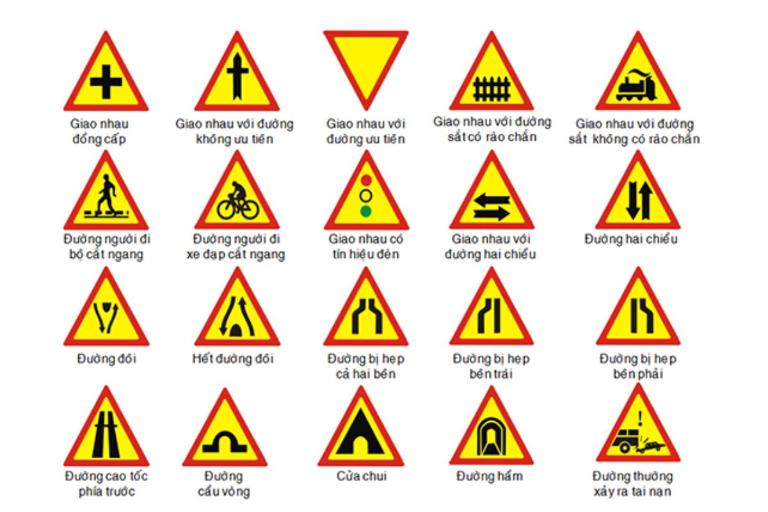 Giao nhau
đồng cấp
Giao nhau với đường
không ưu tiên
Giao nhau với
đường ưu tiên
Giao nhau với đường
sắt có rào chắn
Giao nhau với đường
sắt không có rào chắn
Đường người đi
bộ cắt ngang
Đường người đi
xe đạp cắt ngang
Giao nhau có
tín hiệu đèn
Giao nhau với
đường hai chiều
Đường hai chiều
Đường đôi
Hết đường đôi
Đường bị hẹp
cả hai bên
Đường bị hẹp
bên trái
Đường bị hẹp
bên phải
Đường cao tốc
phía trước
Đường
cầu vòng
Cửa chui
Đường hầm
Đường thường
xảy ra tai nạn